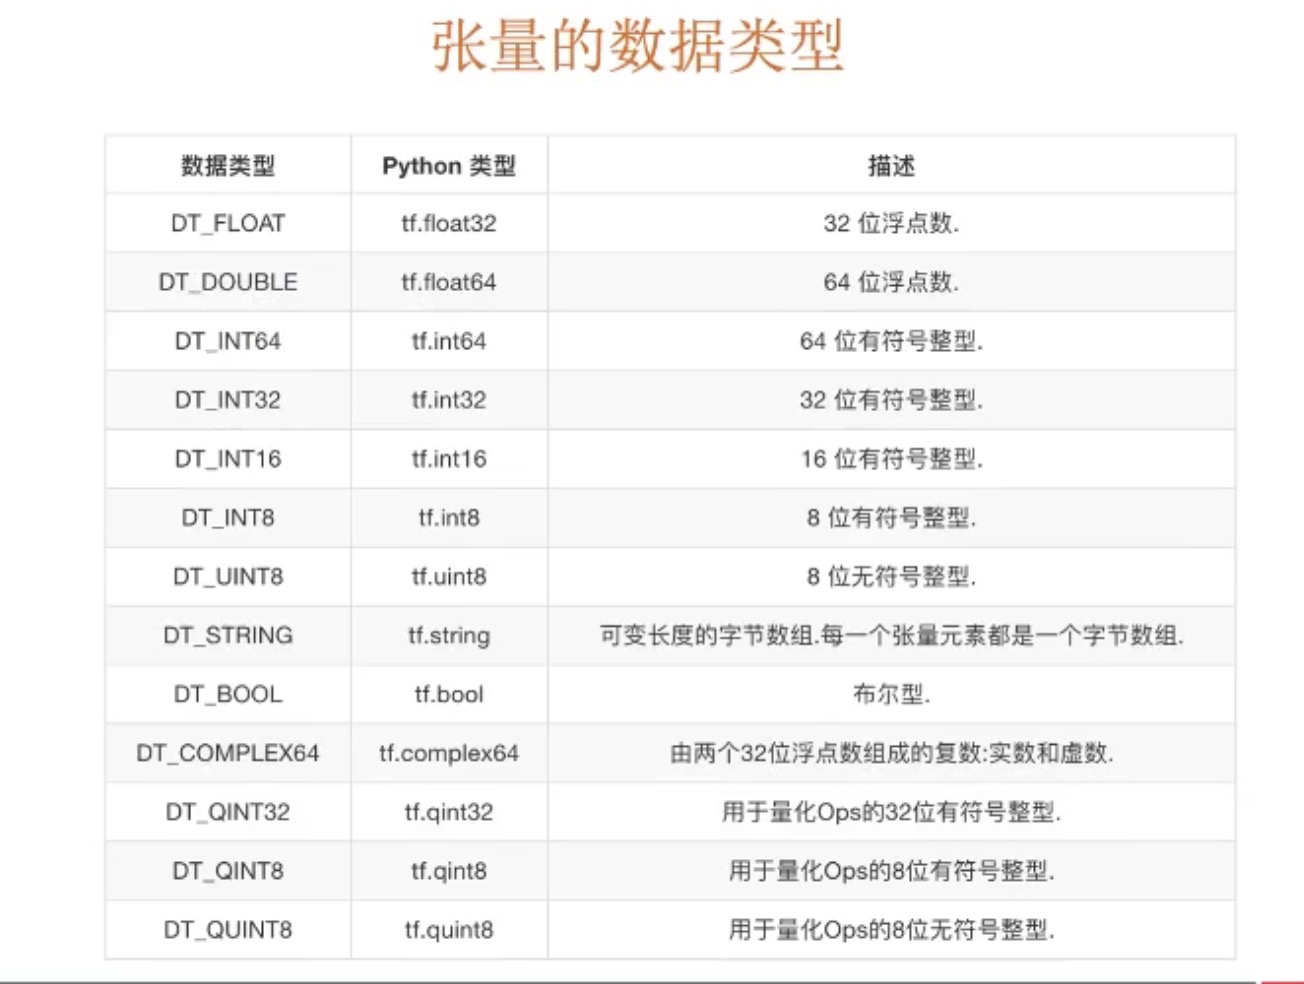 张量的数据类型
数据类型 Python 类型 描述
DT_FLOAT tf.float32 32 位浮点数.
DT_DOUBLE tf.float64 64 位浮点数.
DT_INT64 tf.int64 64 位有符号整型.
DT_INT32 tf.int32 32 位有符号整型.
DT_INT16 tf.int16 16 位有符号整型.
DT_INT8 tf.int8 8 位有符号整型.
DT_UINT8 tf.uint8 8 位无符号整型.
DT_STRING tf.string 可变长度的字节数组.每一个张量元素都是一个字节数组.
DT_BOOL tf.bool 布尔型.
DT_COMPLEX64 tf.complex64 由两个32位浮点数组成的复数:实数和虚数.
DT_QINT32 tf.qint32 用于量化Ops的32位有符号整型.
DT_QINT8 tf.qint8 用于量化Ops的8位有符号整型.
DT_QUINT8 tf.quint8 用于量化Ops的8位无符号整型.